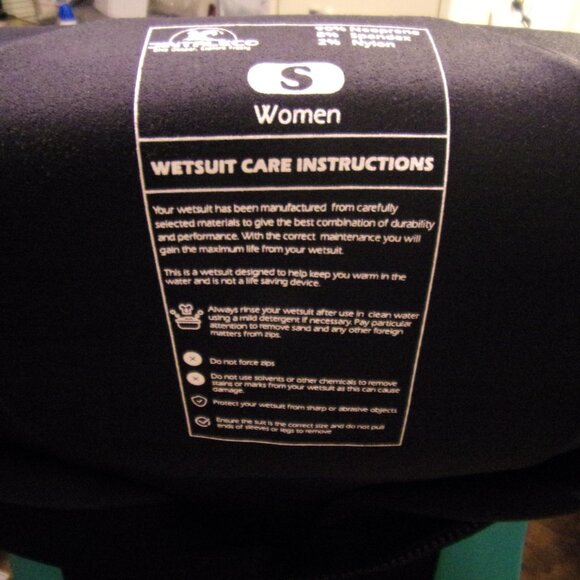 90% Neoprene
8% Spandex
2% Nylon
S
Women
WETSUIT CARE INSTRUCTIONS
Your wetsuit has been manufactured from carefully
selected materials to give the best combination of durability
and performance. With the correct maintenance you will
gain the maximum life from your wetsuit.
This is a wetsuit designed to help keep you warm in the
water and is not a life saving device.
Always rinse your wetsuit after use in clean water
using a mild detergent if necessary. Pay particular
attention to remove sand and any other foreign
matters from zips.
Do not force zips
Do not use solvents or other chemicals to remove
stains or marks from your wetsuit as this can cause
damage.
Protect your wetsuit from sharp or abrasive objects
Ensure the suit is the correct size and do not pull
ends of sleeves or legs to remove